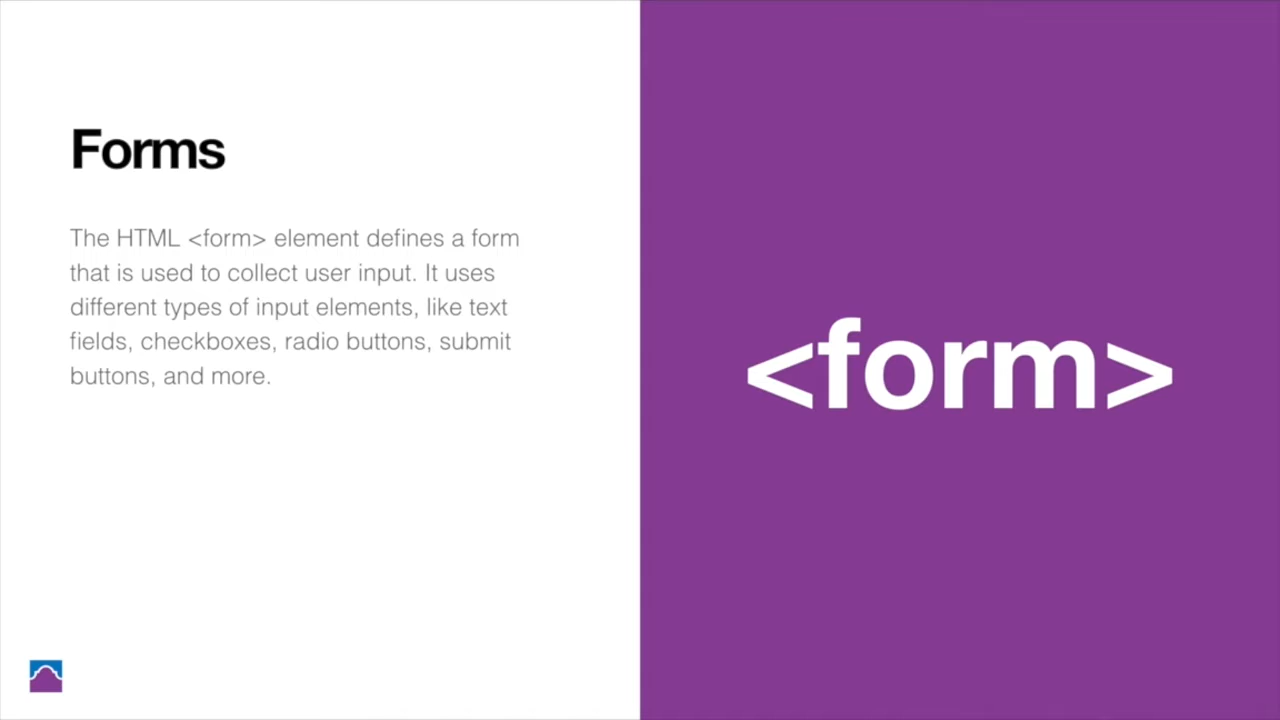 Forms
The HTML <form> element defines a form
that is used to collect user input. It uses
different types of input elements, like text
fields, checkboxes, radio buttons, submit
buttons, and more.
<form>